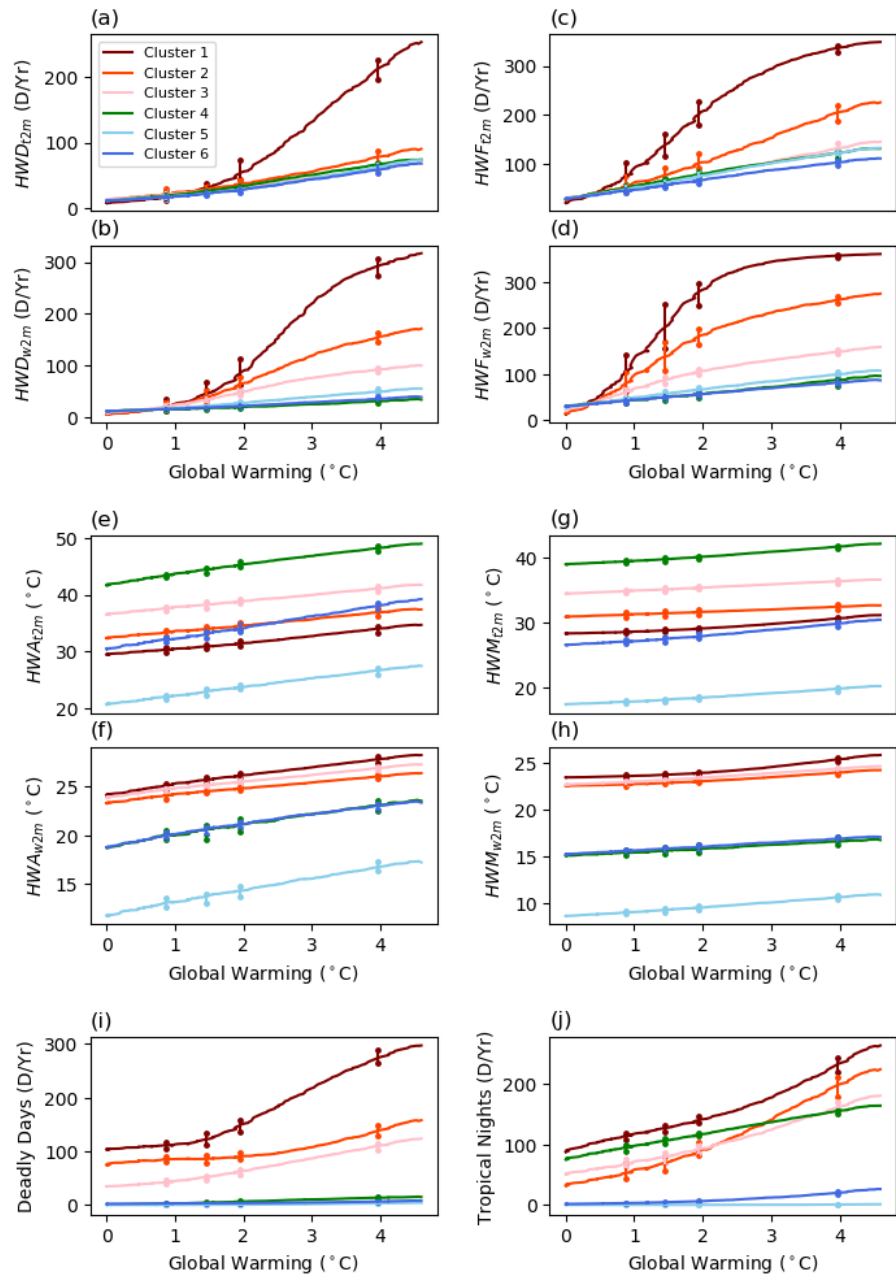 (a)
HWD_t2m (D/Yr)
200
100
0
Cluster 1
Cluster 2
Cluster 3
Cluster 4
Cluster 5
Cluster 6
(c)
HWF_t2m (D/Yr)
300
200
100
(b)
HWD_w2m (D/Yr)
300
200
100
0
0 1 2 3 4
Global Warming (°C)
(d)
HWF_w2m (D/Yr)
300
200
100
0
0 1 2 3 4
Global Warming (°C)
(e)
HWA_t2m (°C)
50
40
30
20
(g)
HWM_t2m (°C)
40
30
20
(f)
HWA_w2m (°C)
25
20
15
0 1 2 3 4
Global Warming (°C)
(h)
HWM_w2m (°C)
25
20
15
10
0 1 2 3 4
Global Warming (°C)
(i)
Deadly Days (D/Yr)
300
200
100
0
0 1 2 3 4
Global Warming (°C)
(j)
Tropical Nights (D/Yr)
200
100
0
0 1 2 3 4
Global Warming (°C)